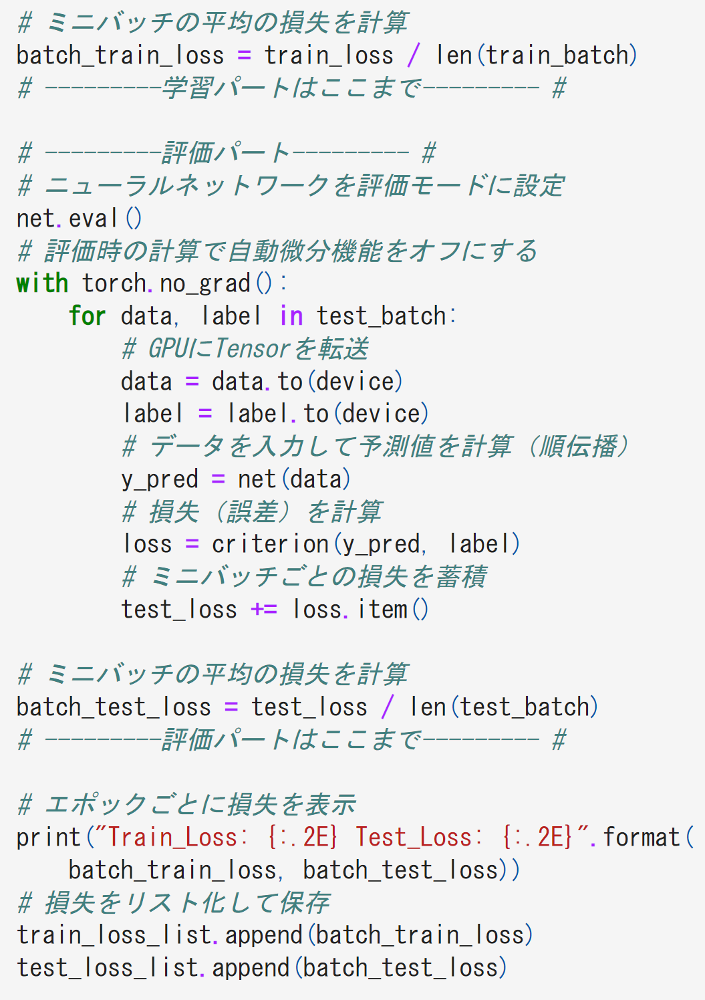 # ミニバッチの平均の損失を計算
batch_train_loss = train_loss / len(train_batch)
# ---------学習パートはここまで--------- #

# ---------評価パート--------- #
# ニューラルネットワークを評価モードに設定
net.eval()
# 評価時の計算で自動微分機能をオフにする
with torch.no_grad():
    for data, label in test_batch:
        # GPUにTensorを転送
        data = data.to(device)
        label = label.to(device)
        # データを入力して予測値を計算（順伝播）
        y_pred = net(data)
        # 損失（誤差）を計算
        loss = criterion(y_pred, label)
        # ミニバッチごとの損失を蓄積
        test_loss += loss.item()

# ミニバッチの平均の損失を計算
batch_test_loss = test_loss / len(test_batch)
# ---------評価パートはここまで--------- #

# エポックごとに損失を表示
print("Train_Loss: {:.2E} Test_Loss: {:.2E}".format(
    batch_train_loss, batch_test_loss))
# 損失をリスト化して保存
train_loss_list.append(batch_train_loss)
test_loss_list.append(batch_test_loss)